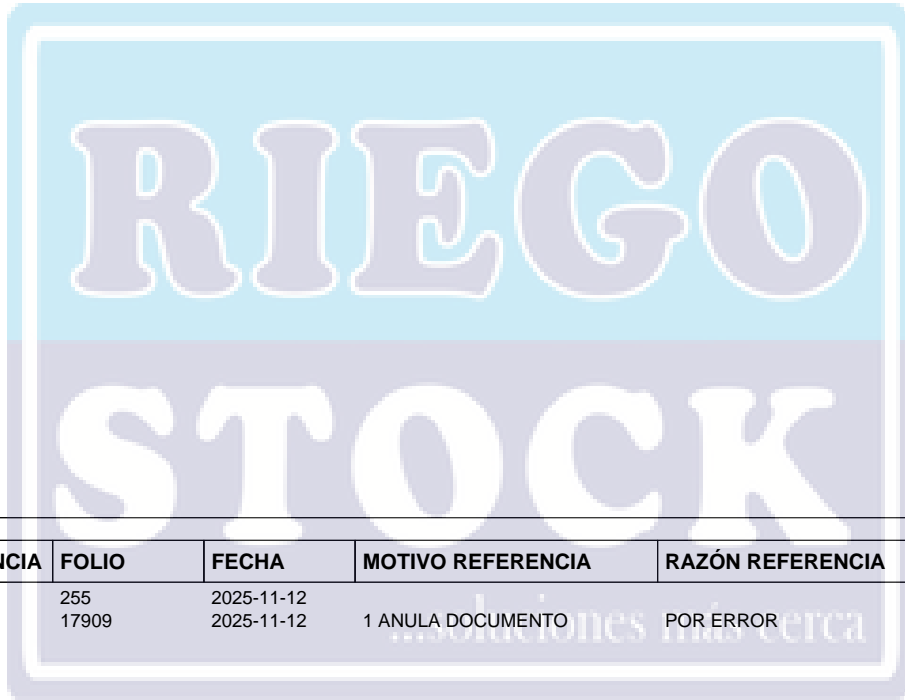 RIEGO
STOCK
NCIA FOLIO FECHA MOTIVO REFERENCIA RAZÓN REFERENCIA
255 2025-11-12
17909 2025-11-12 1 ANULA DOCUMENTO POR ERROR
...soluciones más cerca